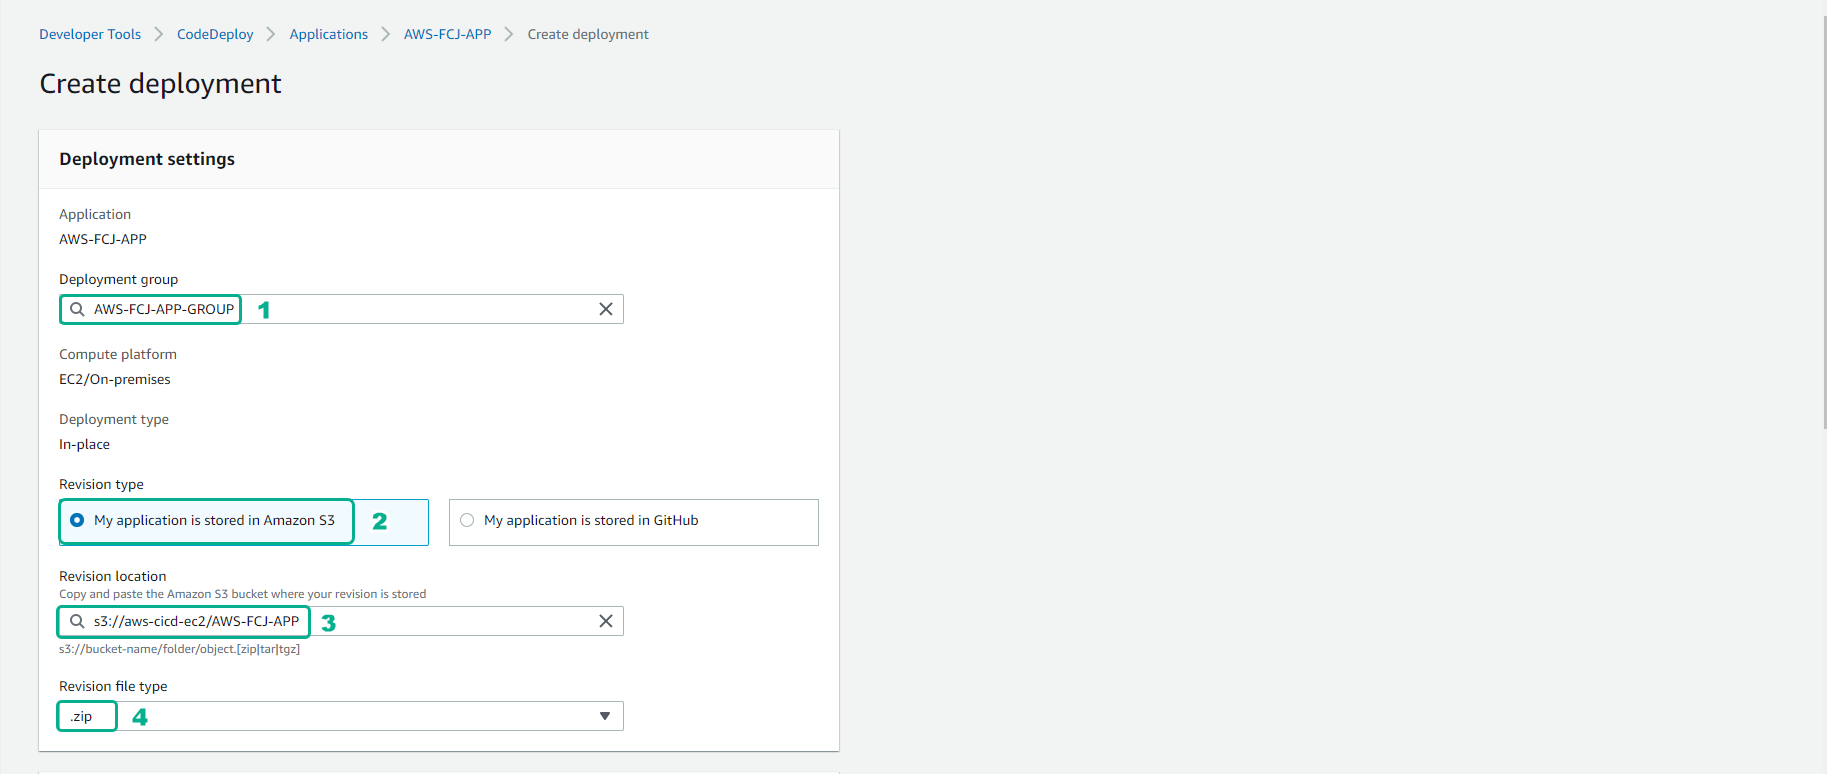 Developer Tools > CodeDeploy > Applications > AWS-FCJ-APP > Create deployment
Create deployment
Deployment settings
Application
AWS-FCJ-APP
Deployment group
AWS-FCJ-APP-GROUP 1
Compute platform
EC2/On-premises
Deployment type
In-place
Revision type
My application is stored in Amazon S3 2 My application is stored in GitHub
Revision location
Copy and paste the Amazon S3 bucket where your revision is stored
s3://aws-cicd-ec2/AWS-FCJ-APP 3
s3://bucket-name/folder/object.[zip|tar|tgz]
Revision file type
.zip 4